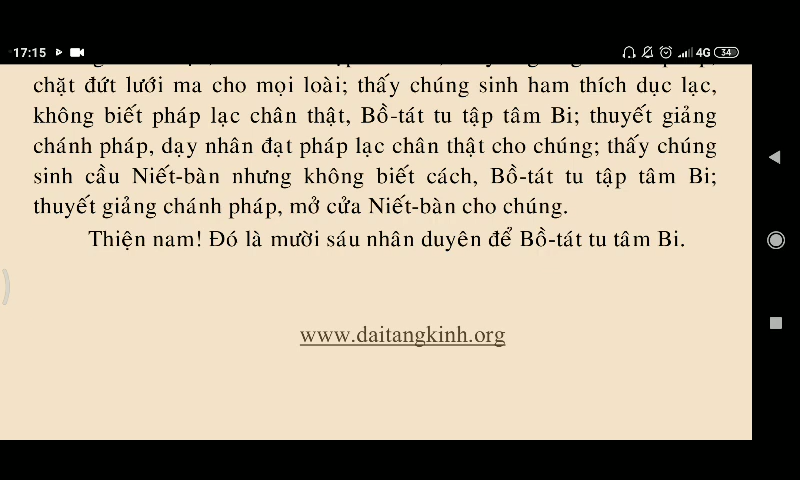 17:15
4G 34
chặt đứt lưới ma cho mọi loài; thấy chúng sinh ham thích dục lạc,
không biết pháp lạc chân thật, Bồ-tát tu tập tâm Bi; thuyết giảng
chánh pháp, dạy nhân đạt pháp lạc chân thật cho chúng; thấy chúng
sinh cầu Niết-bàn nhưng không biết cách, Bồ-tát tu tập tâm Bi;
thuyết giảng chánh pháp, mở cửa Niết-bàn cho chúng.
Thiện nam! Đó là mười sáu nhân duyên để Bồ-tát tu tâm Bi.
www.daitangkinh.org